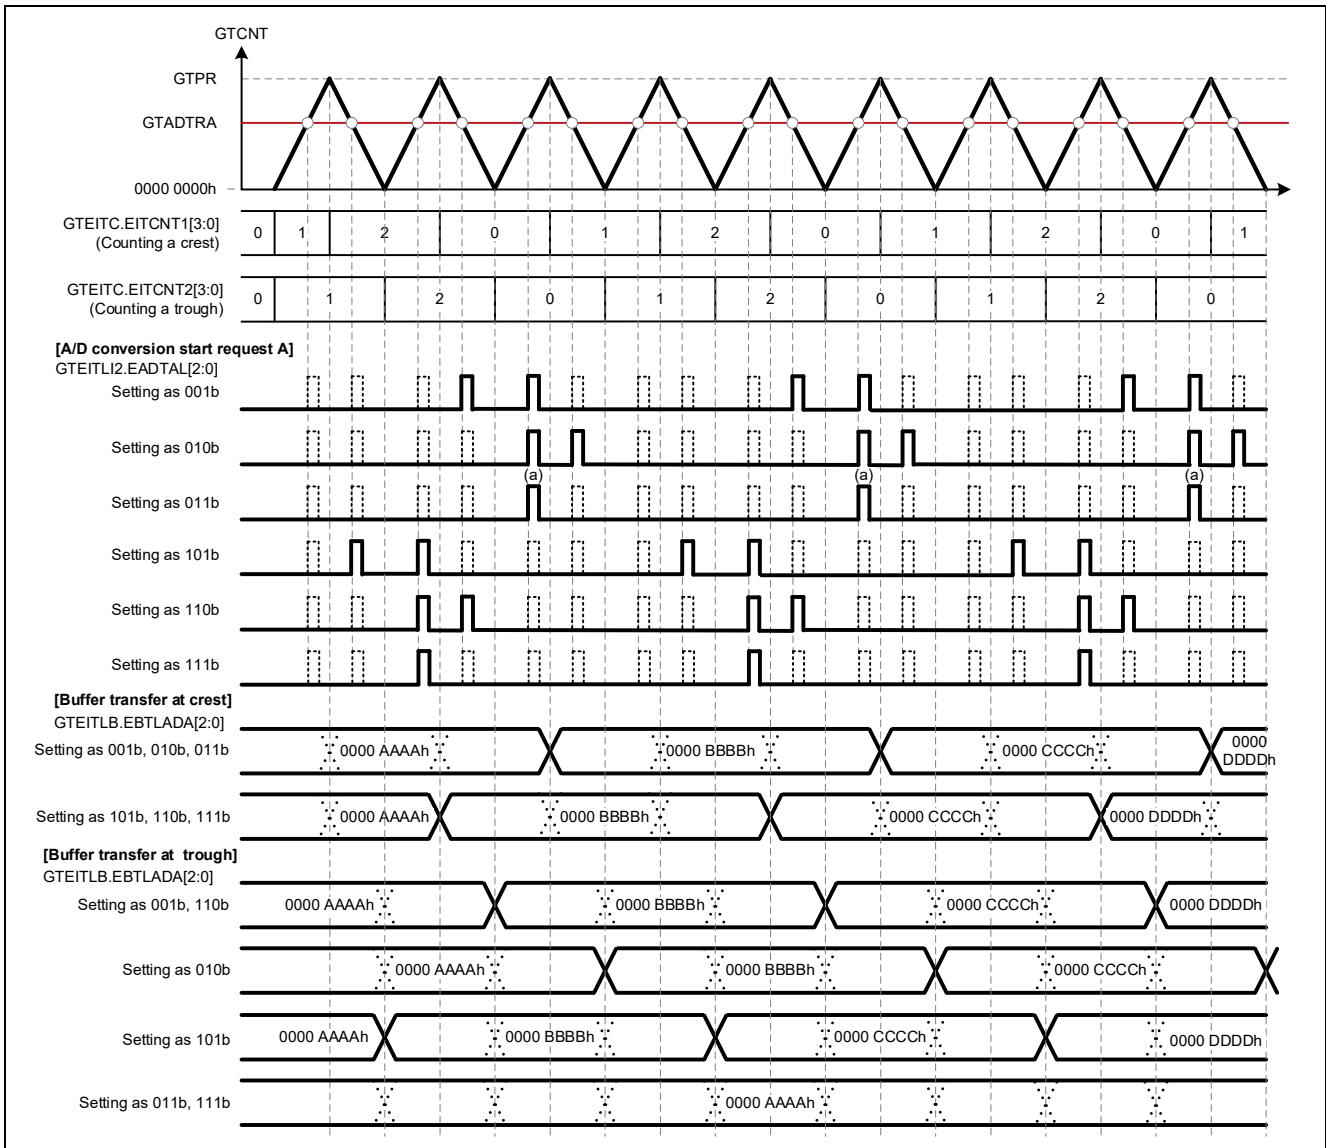 GTCNT
GTPR
GTADTRA
0000 0000h
GTEITC.EITCNT1[3:0]
(Counting a crest)
0 1 2 0 1 2 0 1 2 0 1
GTEITC.EITCNT2[3:0]
(Counting a trough)
0 1 2 0 1 2 0 1 2 0
[A/D conversion start request A]
GTEITLI2.EADTAL[2:0]
Setting as 001b
Setting as 010b
(a) (a) (a)
Setting as 011b
Setting as 101b
Setting as 110b
Setting as 111b
[Buffer transfer at crest]
GTEITLB.EBTLADA[2:0]
Setting as 001b, 010b, 011b
0000 AAAAh 0000 BBBBh 0000 CCCCh 0000
DDDDh
Setting as 101b, 110b, 111b
0000 AAAAh 0000 BBBBh 0000 CCCCh 0000 DDDDh
[Buffer transfer at trough]
GTEITLB.EBTLADA[2:0]
Setting as 001b, 110b
0000 AAAAh 0000 BBBBh 0000 CCCCh 0000 DDDDh
Setting as 010b
0000 AAAAh 0000 BBBBh 0000 CCCCh
Setting as 101b
0000 AAAAh 0000 BBBBh 0000 CCCCh 0000 DDDDh
Setting as 011b, 111b
0000 AAAAh